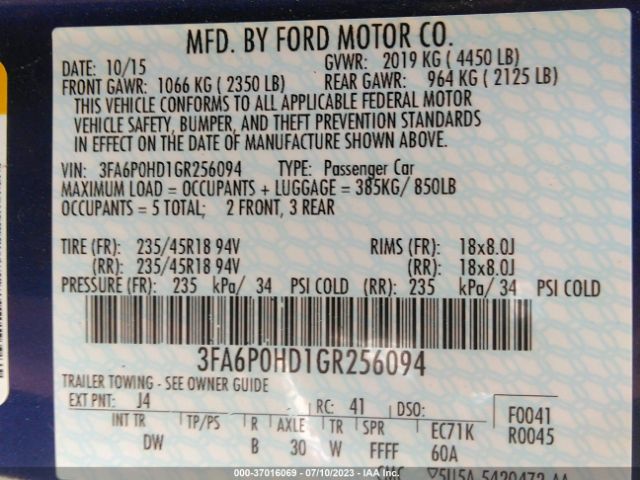 MFD. BY FORD MOTOR CO.
DATE: 10/15 GVWR: 2019 KG ( 4450 LB)
FRONT GAWR: 1066 KG ( 2350 LB) REAR GAWR: 964 KG ( 2125 LB)
THIS VEHICLE CONFORMS TO ALL APPLICABLE FEDERAL MOTOR
VEHICLE SAFETY, BUMPER, AND THEFT PREVENTION STANDARDS
IN EFFECT ON THE DATE OF MANUFACTURE SHOWN ABOVE.
VIN: 3FA6P0HD1GR256094 TYPE: Passenger Car
MAXIMUM LOAD = OCCUPANTS + LUGGAGE = 385KG/ 850LB
OCCUPANTS = 5 TOTAL; 2 FRONT, 3 REAR
TIRE (FR): 235/45R18 94V RIMS (FR): 18x8.0J
(RR): 235/45R18 94V (RR): 18x8.0J
PRESSURE (FR): 235 kPa/ 34 PSI COLD (RR): 235 kPa/ 34 PSI COLD
3FA6P0HD1GR256094
TRAILER TOWING - SEE OWNER GUIDE
EXT PNT: J4 RC: 41 DSO: F0041
INT TR TP/PS R AXLE TR SPR EC71K R0045
DW B 30 W FFFF 60A
000-37016069 - 07/10/2023 - IAA Inc.